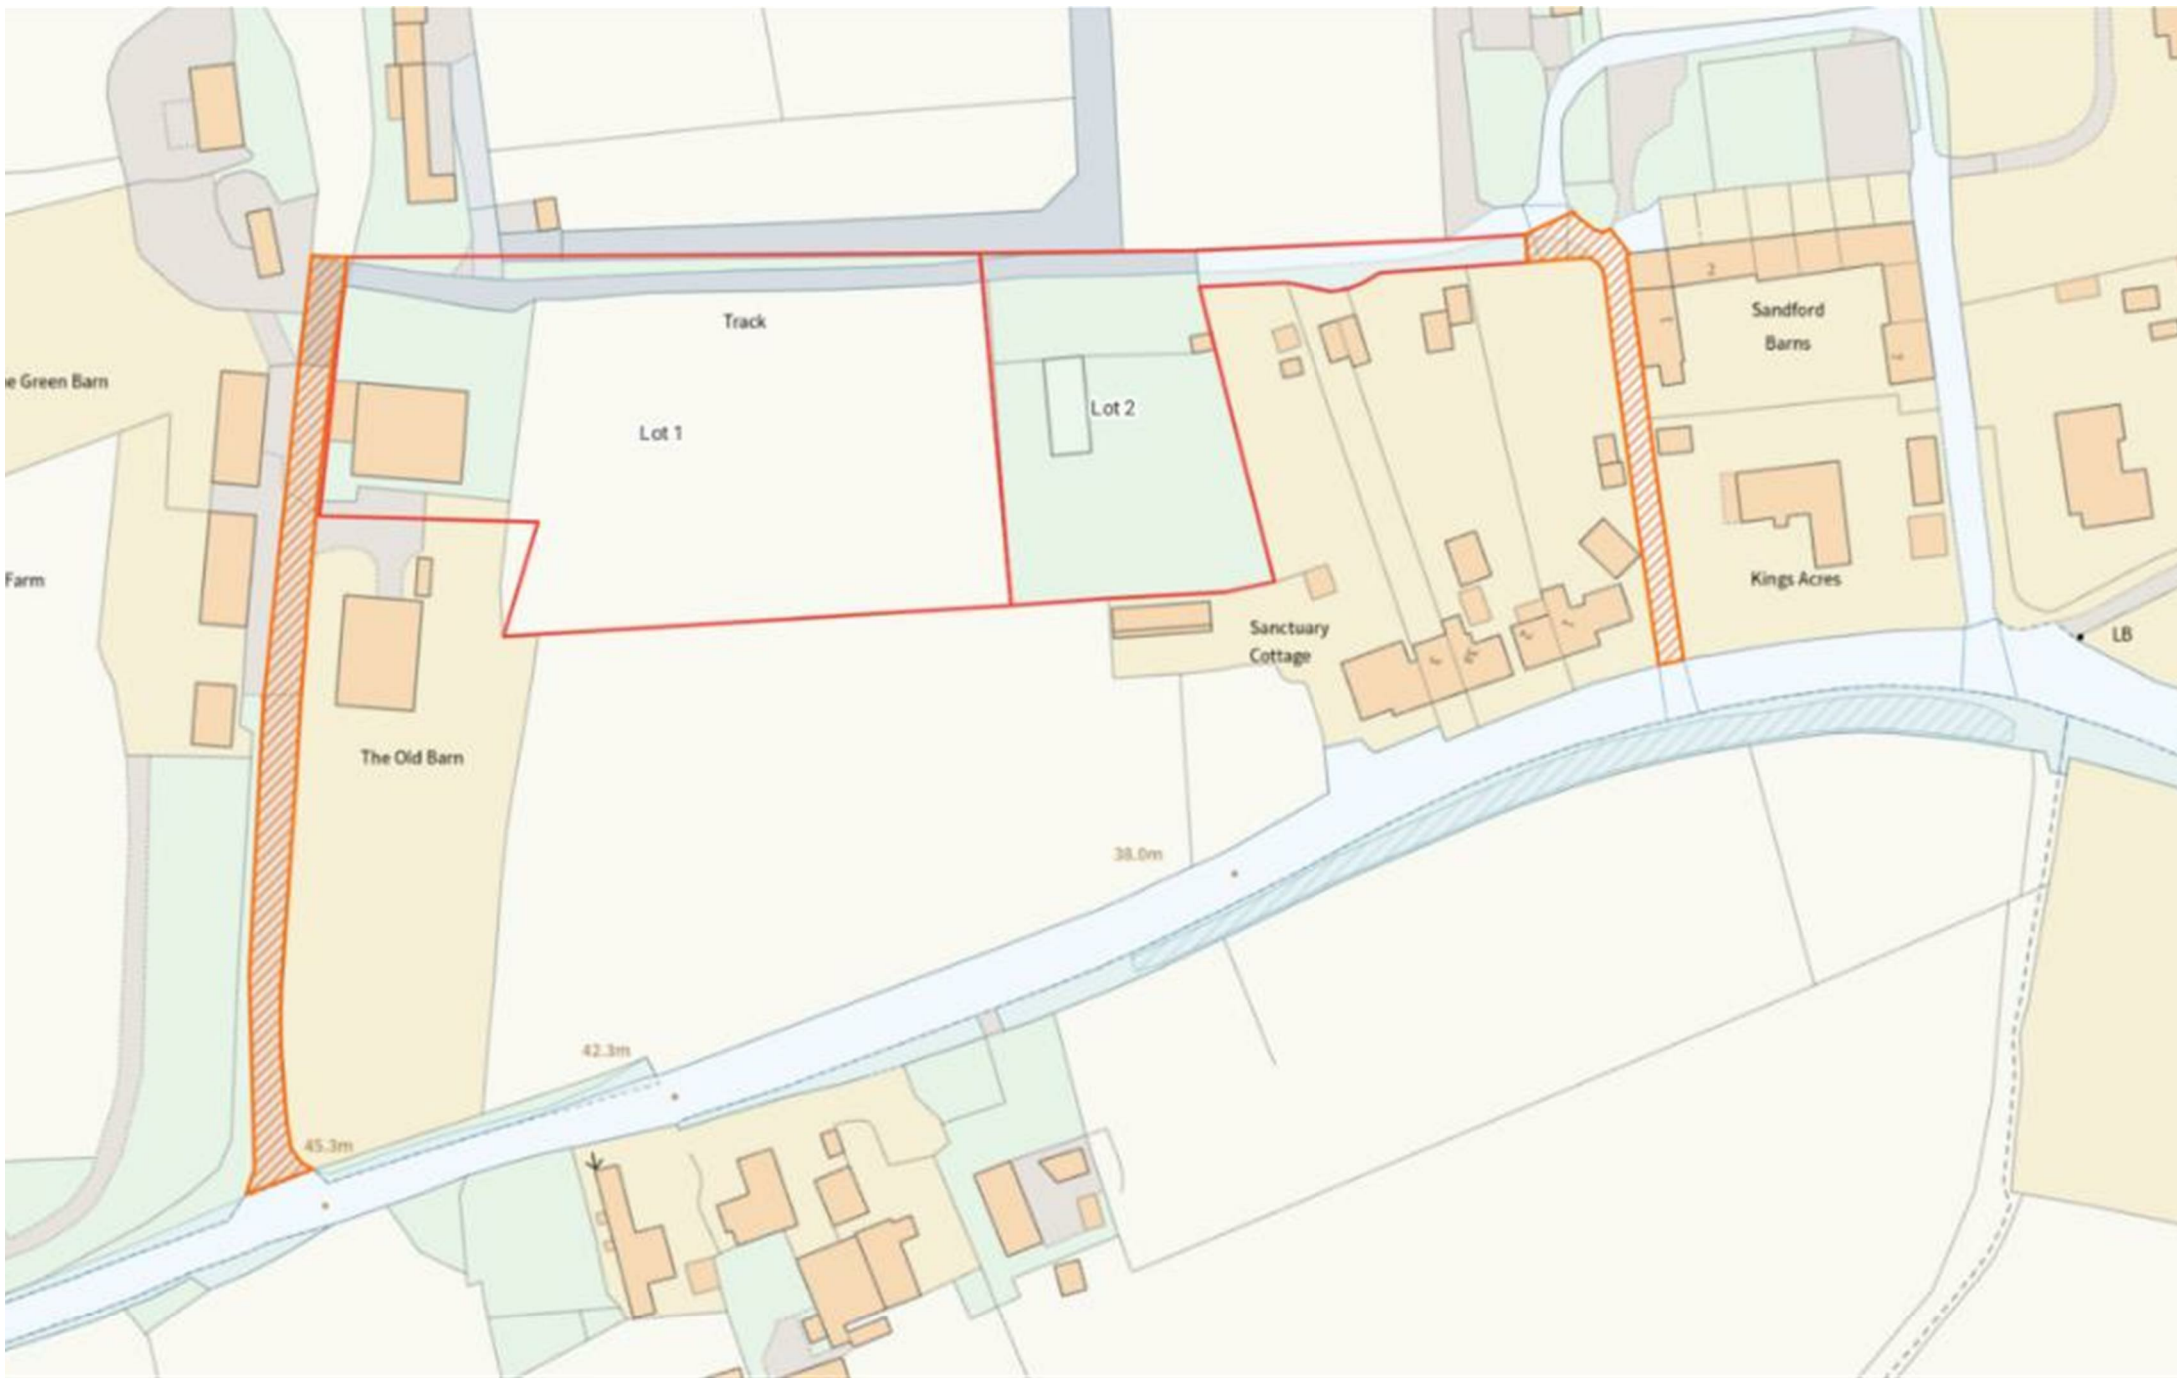 Sandford
Barns
Track
e Green Barn
Lot 2
Lot 1
Farm
Kings Acres
Sanctuary
Cottage
LB
The Old Barn
38.0m
42.3m
45.3m